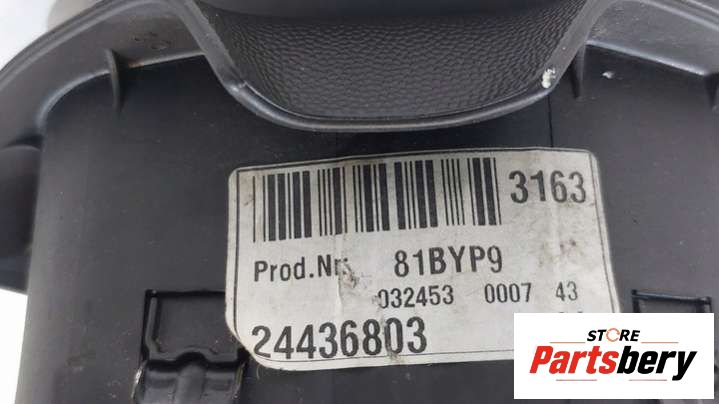 3163
Prod.Nr. 81BYP9
032453 0007 43
24436803
STORE
Partsbery